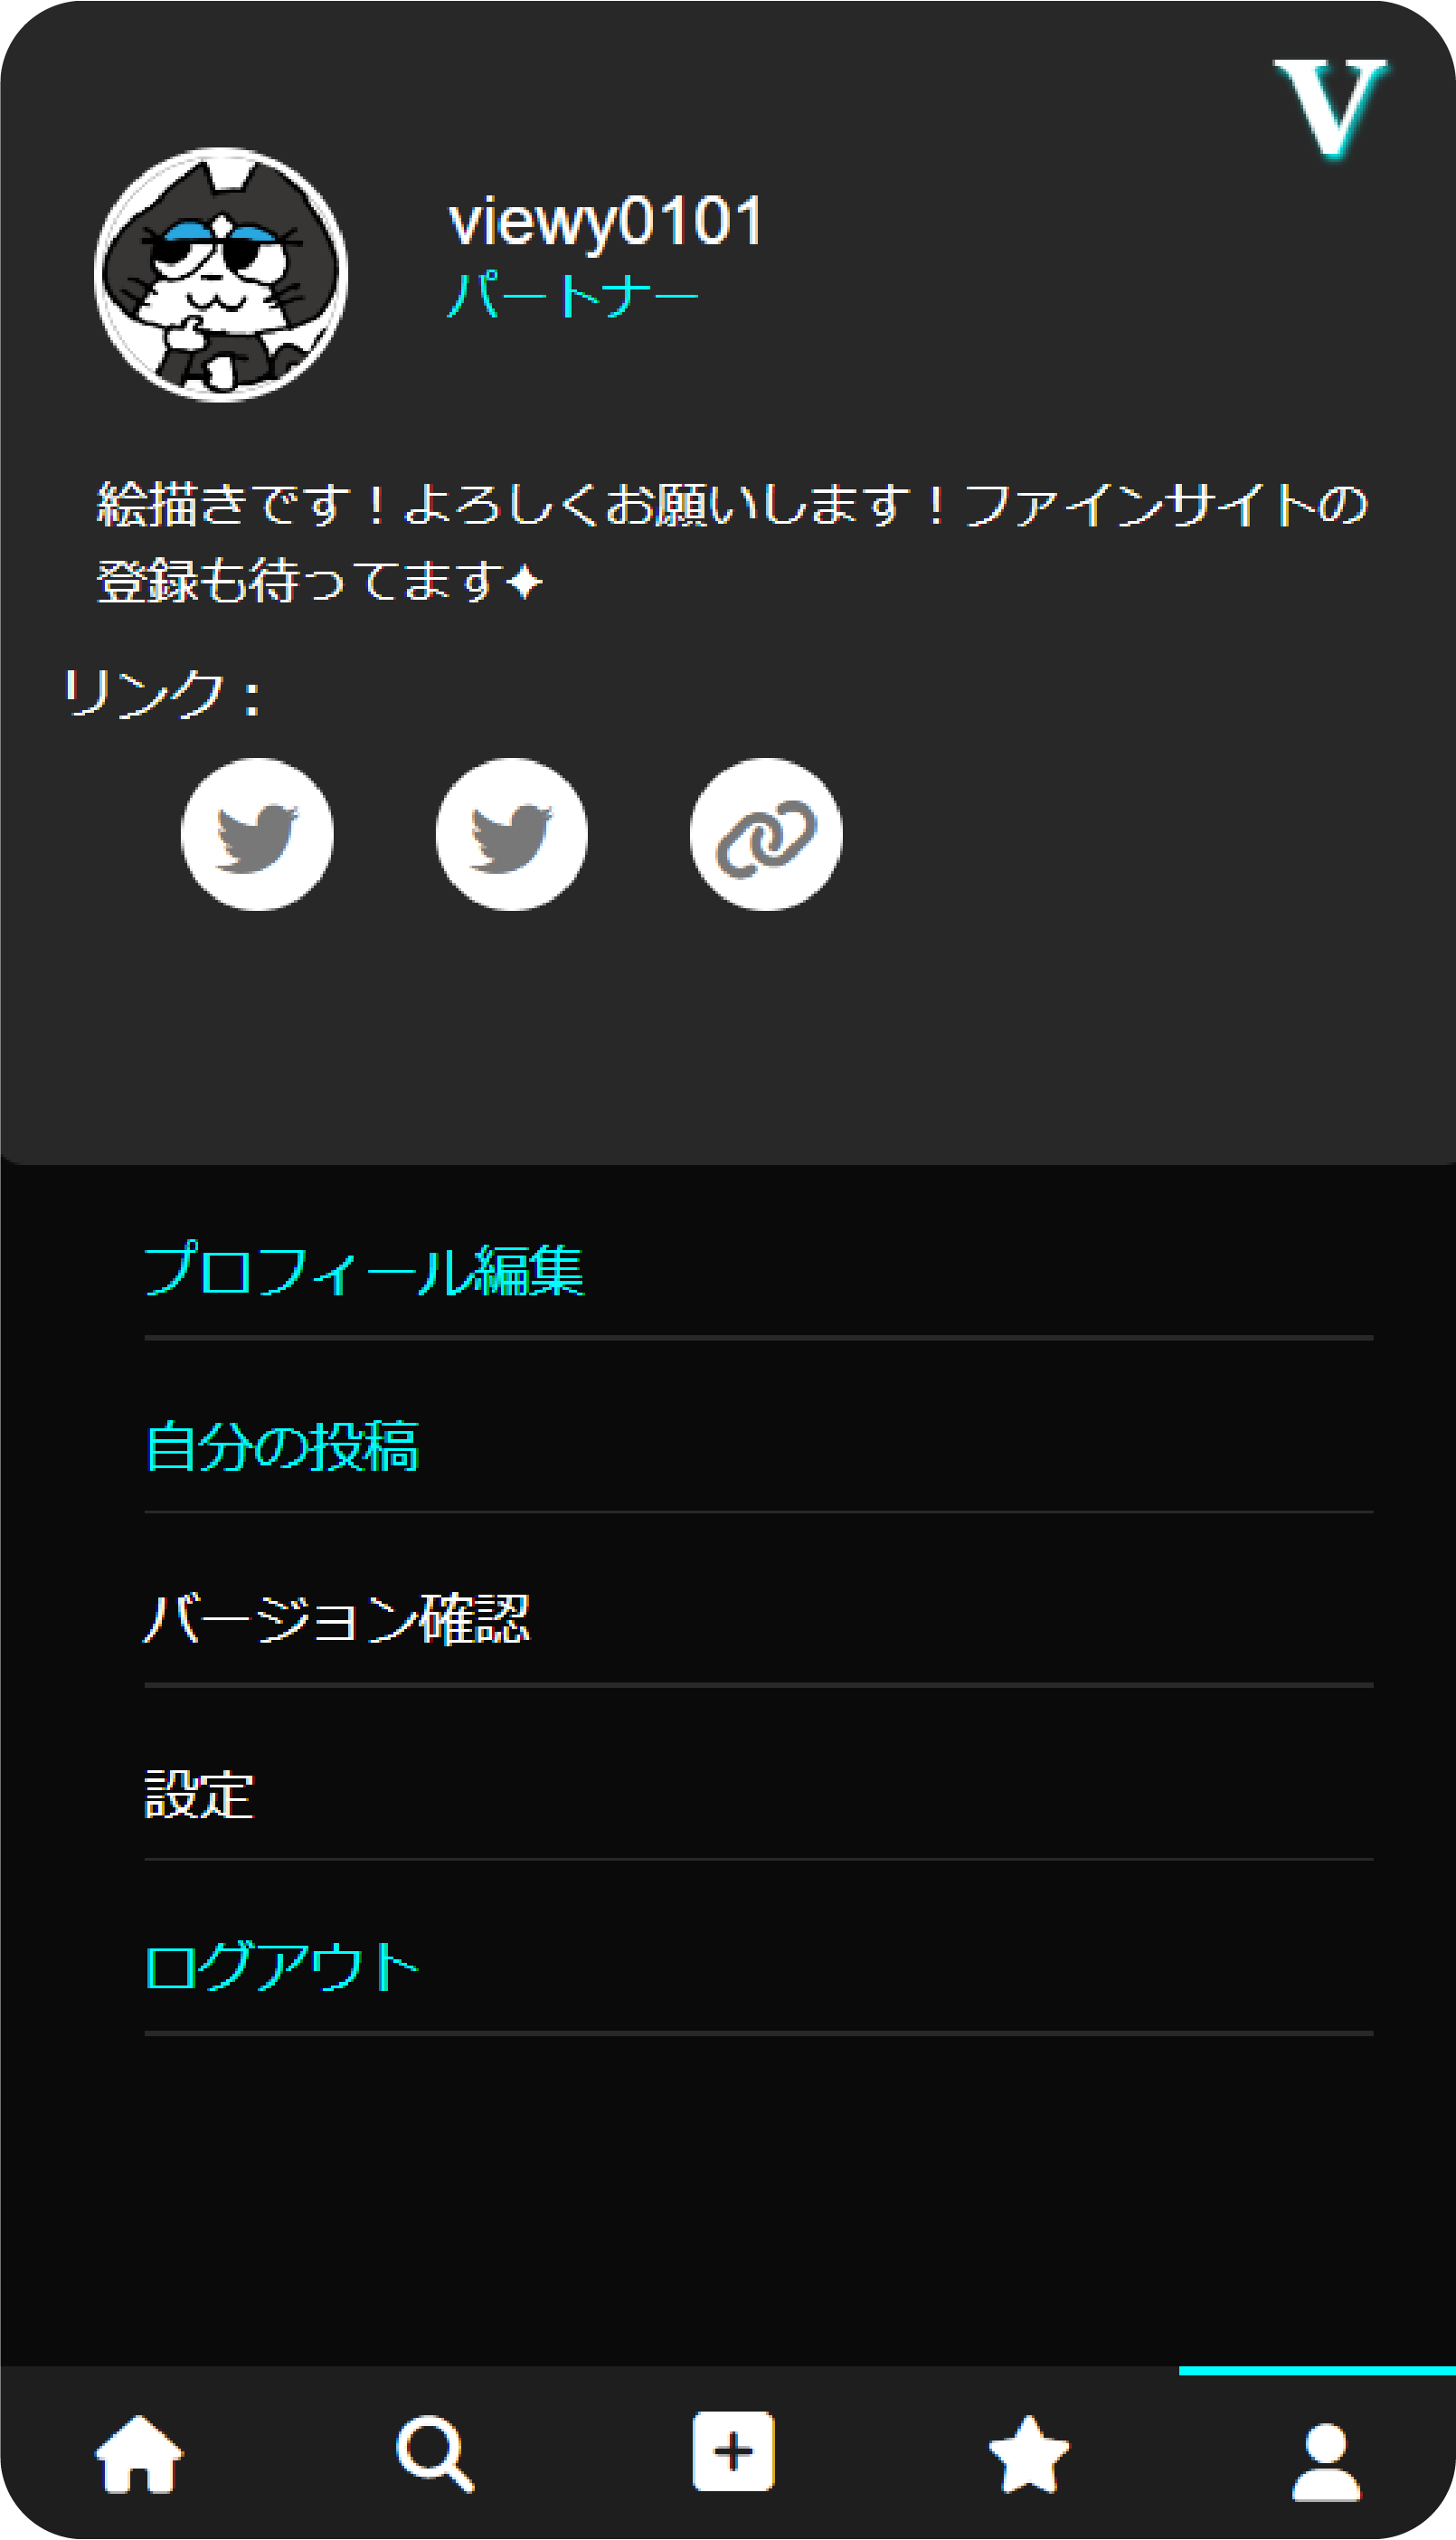 V
viewy0101
パートナー
絵描きです！よろしくお願いします！ファインサイトの
登録も待ってます✦
リンク：
プロフィール編集
自分の投稿
バージョン確認
設定
ログアウト